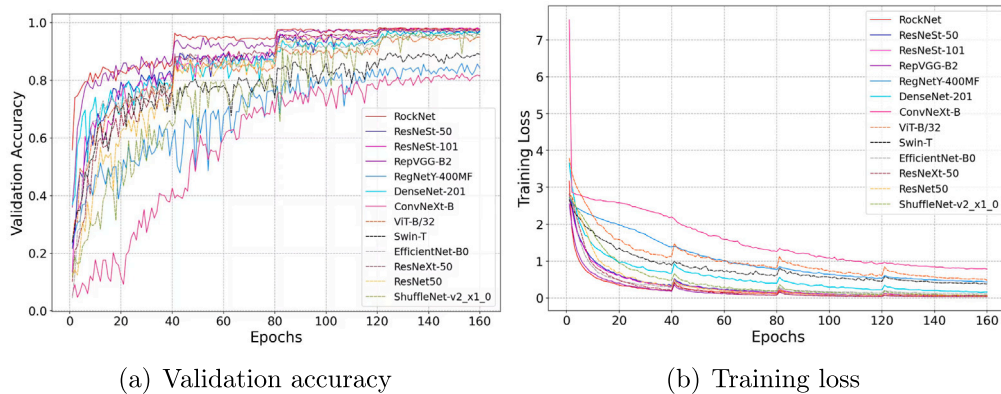 1.0
0.8
0.6
0.4
0.2
0.0
Validation Accuracy
0 20 40 60 80 100 120 140 160
Epochs
RockNet
ResNeSt-50
ResNeSt-101
RepVGG-B2
RegNetY-400MF
DenseNet-201
ConvNeXt-B
ViT-B/32
Swin-T
EfficientNet-B0
ResNeXt-50
ResNet50
ShuffleNet-v2_x1_0
(a) Validation accuracy
7
6
5
4
3
2
1
0
Training Loss
0 20 40 60 80 100 120 140 160
Epochs
RockNet
ResNeSt-50
ResNeSt-101
RepVGG-B2
RegNetY-400MF
DenseNet-201
ConvNeXt-B
ViT-B/32
Swin-T
EfficientNet-B0
ResNeXt-50
ResNet50
ShuffleNet-v2_x1_0
(b) Training loss